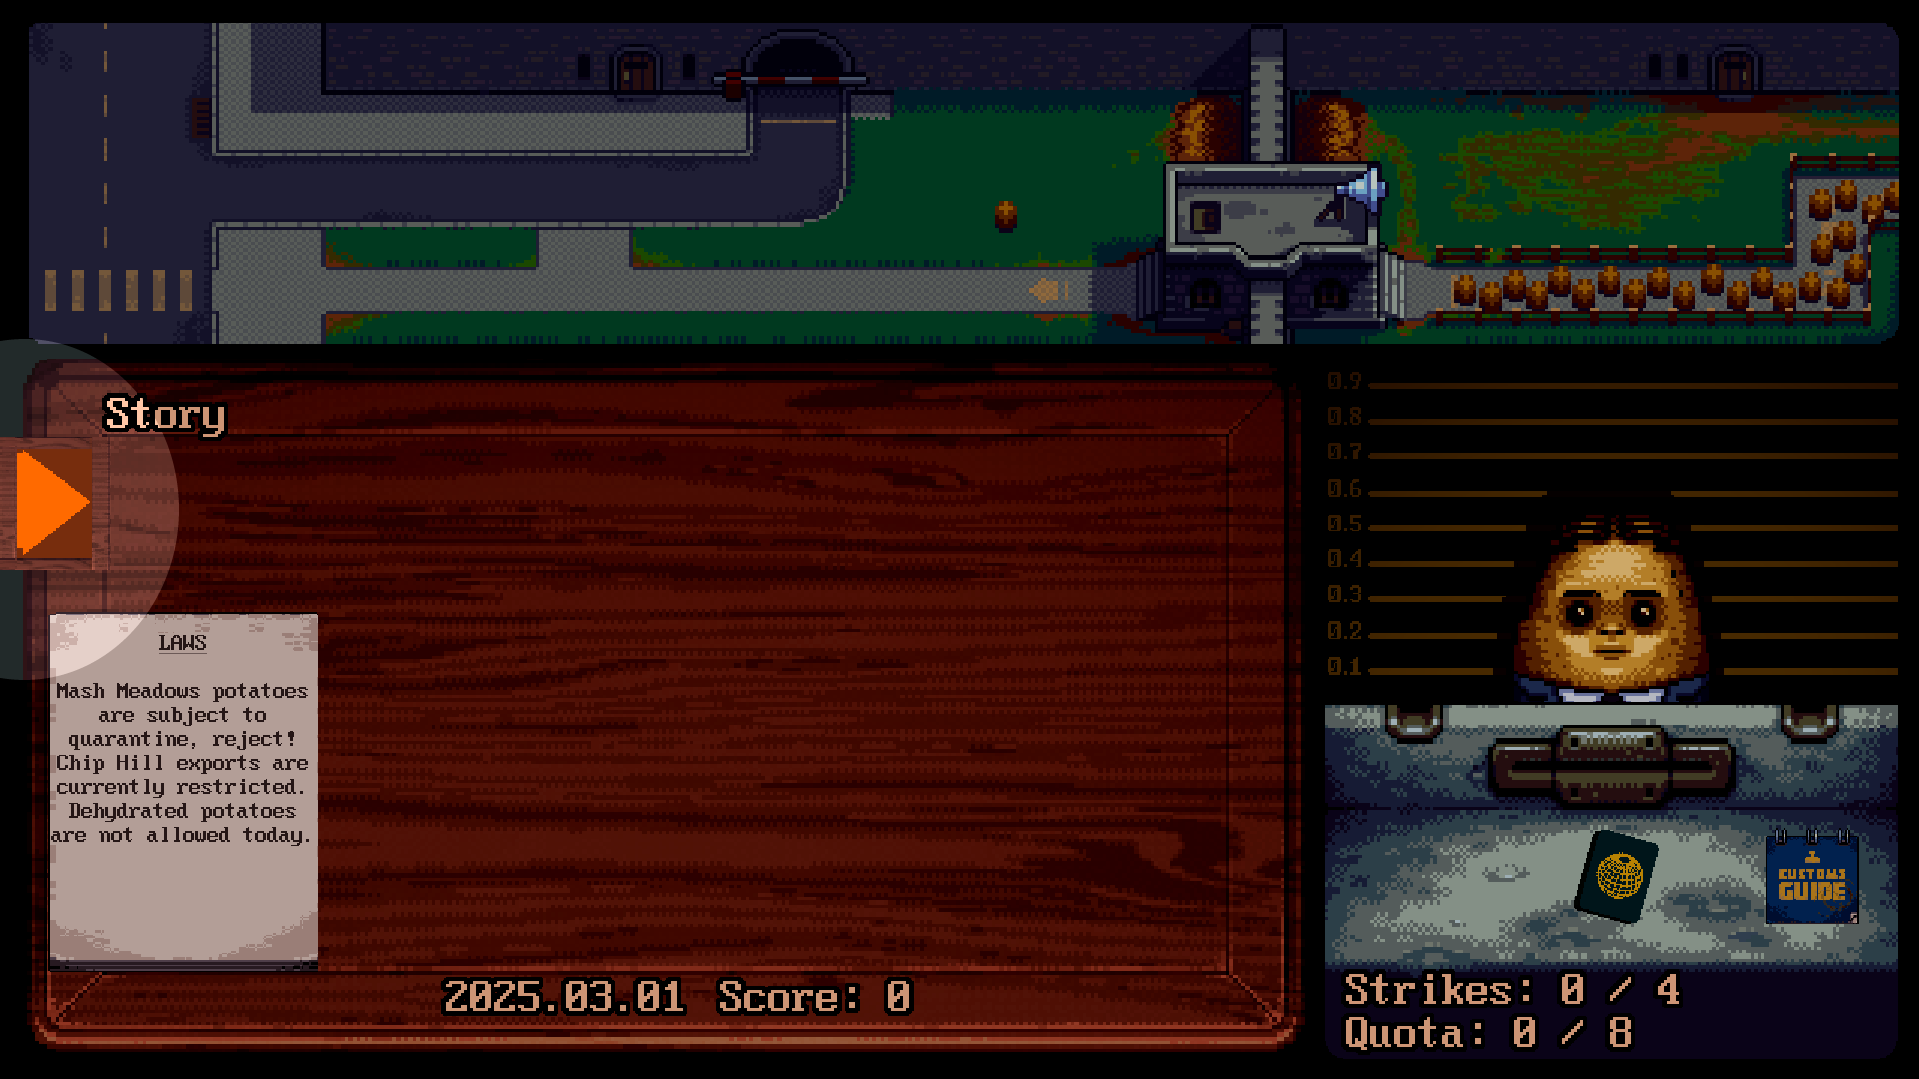 Story
LAWS
Mash Meadows potatoes
are subject to
quarantine, reject!
Chip Hill exports are
currently restricted.
Dehydrated potatoes
are not allowed today.
2025.03.01 Score: 0
0.9
0.8
0.7
0.6
0.5
0.4
0.3
0.2
0.1
CUSTOMS
GUIDE
Strikes: 0 / 4
Quota: 0 / 8